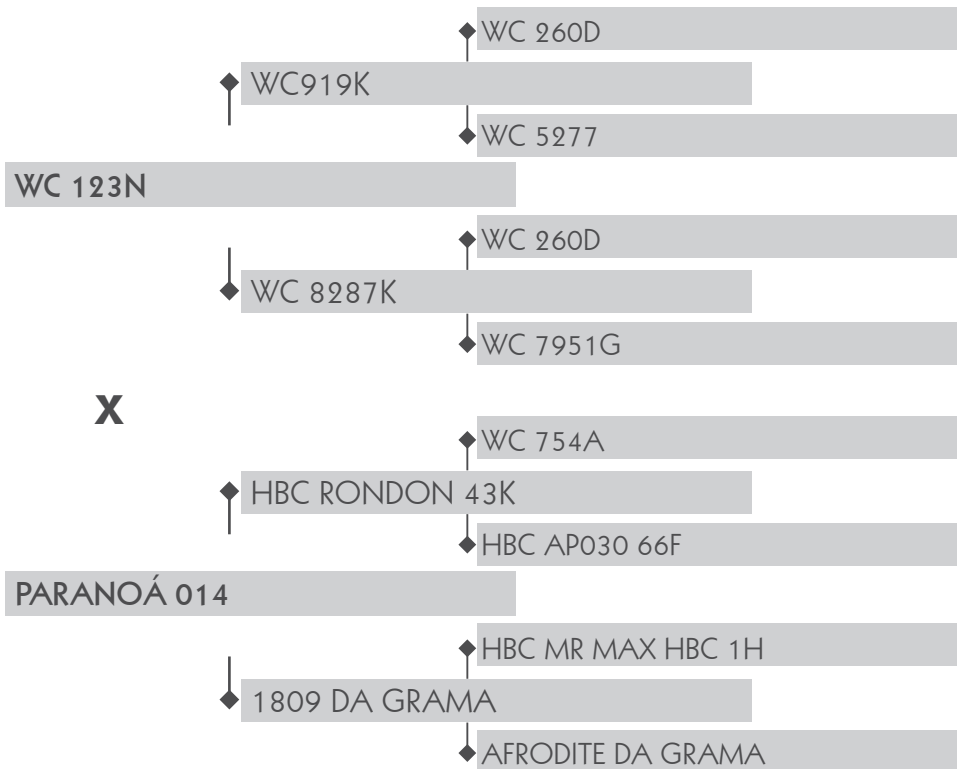 WC 260D
WC919K
WC 5277
WC 123N
WC 260D
WC 8287K
WC 7951G
X
WC 754A
HBC RONDON 43K
HBC AP030 66F
PARANOÁ 014
HBC MR MAX HBC 1H
1809 DA GRAMA
AFRODITE DA GRAMA